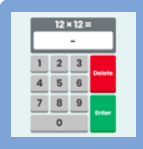 12 × 12 =
-
1 2 3 Delete
4 5 6
7 8 9 Enter
0